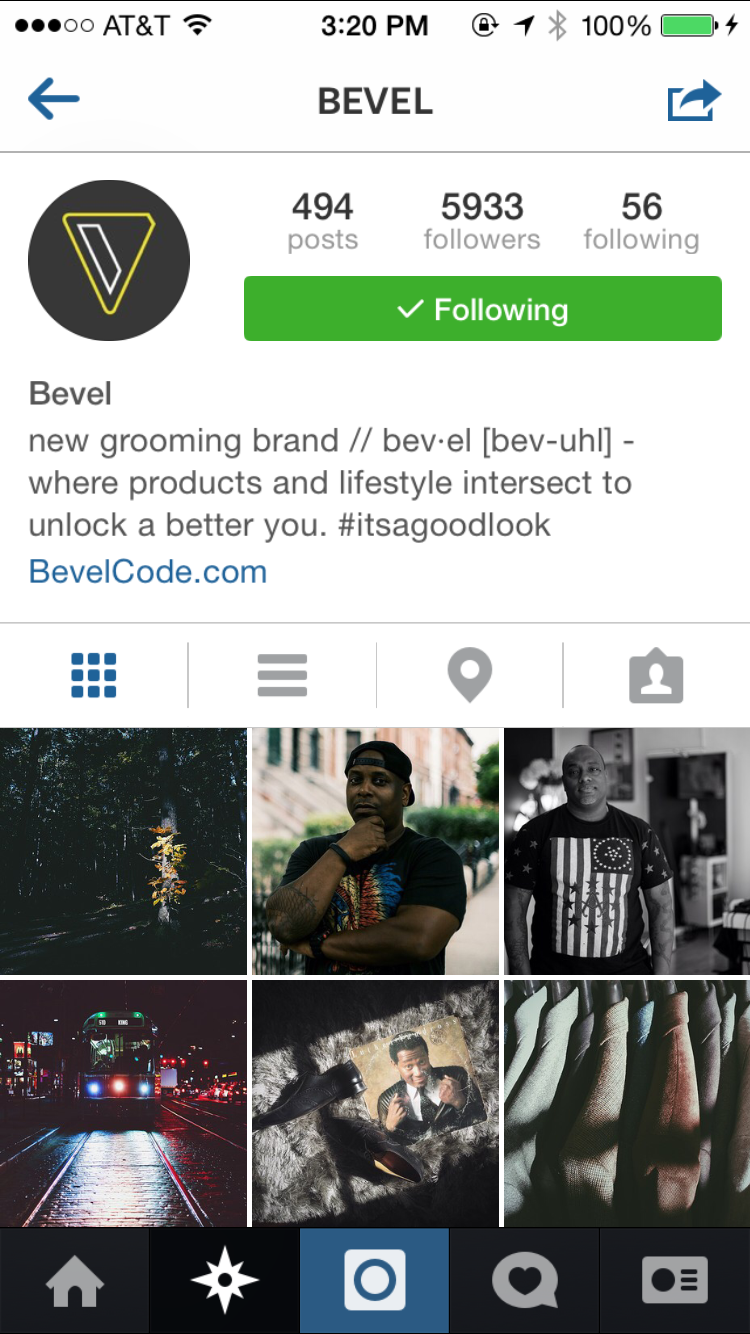 AT&T 3:20 PM 100%
BEVEL
494 5933 56
posts followers following
Following
Bevel
new grooming brand // bev·el [bev-uhl] -
where products and lifestyle intersect to
unlock a better you. #itsagoodlook
BevelCode.com